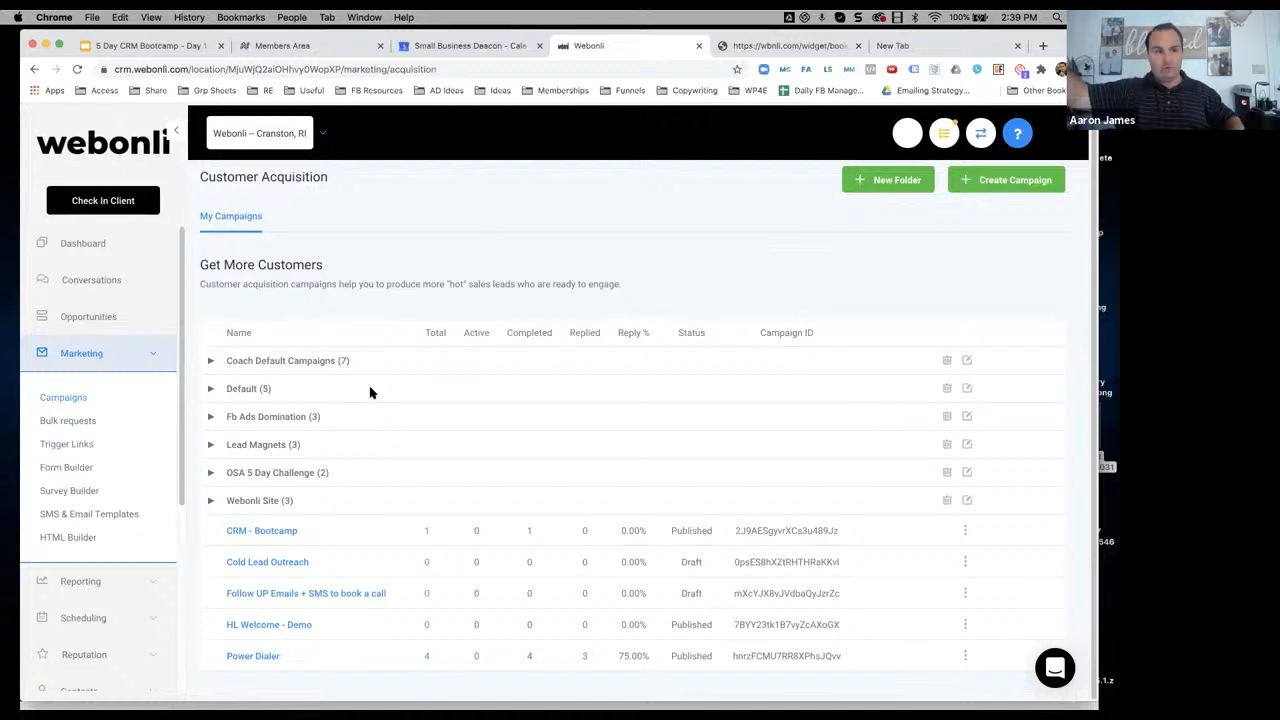 Chrome File Edit View History Bookmarks People Tab Window Help 100% 2:39 PM
5 Day CRM Bootcamp - Day 1 Members Area Small Business Deacon - Cale Webonli https://wbnli.com/widget/book New Tab
crm.webonli.com/location/MjuWjQ2aiOHhvy0WopXP/marketing/acquisition
Apps Access Share Grp Sheets RE Useful FB Resources AD Ideas Ideas Memberships Funnels Copywriting WP4E Daily FB Manage... Emailing Strategy... Other Book
blessed
Aaron James
webonli
Webonli -- Cranston, RI
?
Check In Client
Dashboard
Conversations
Opportunities
Marketing
Campaigns
Bulk requests
Trigger Links
Form Builder
Survey Builder
SMS & Email Templates
HTML Builder
Reporting
Scheduling
Reputation
Customer Acquisition
+ New Folder
+ Create Campaign
My Campaigns
Get More Customers
Customer acquisition campaigns help you to produce more "hot" sales leads who are ready to engage.
Name Total Active Completed Replied Reply % Status Campaign ID
Coach Default Campaigns (7)
Default (5)
Fb Ads Domination (3)
Lead Magnets (3)
OSA 5 Day Challenge (2)
Webonli Site (3)
CRM - Bootcamp 1 0 1 0 0.00% Published 2J9AESgyvrXCs3u489Jz
Cold Lead Outreach 0 0 0 0 0.00% Draft 0psES8hXZtRHTHRaKKvI
Follow UP Emails + SMS to book a call 0 0 0 0 0.00% Draft mXcYJX8vJVdbaQyJzrZc
HL Welcome - Demo 0 0 0 0 0.00% Published 7BYY23tk1B7vyZcAXoGX
Power Dialer 4 0 4 3 75.00% Published hnrzFCMU7RR8XPhsJQvv